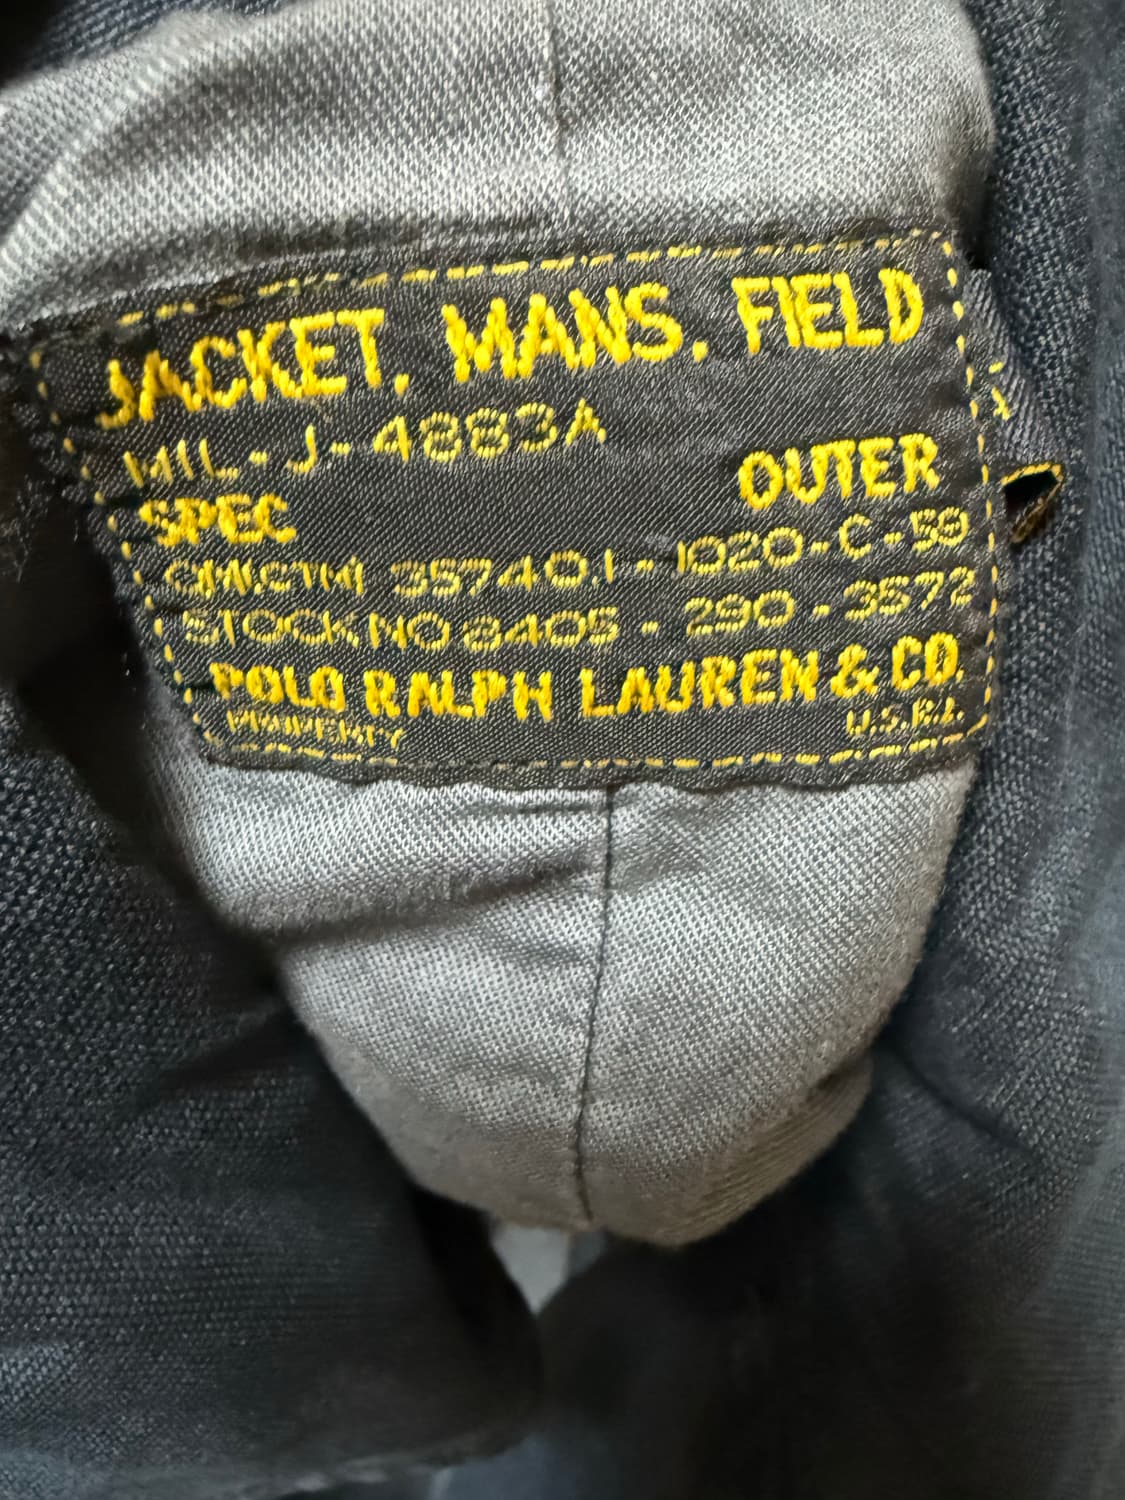 JACKET, MANS, FIELD
MIL-J-4883A
SPEC OUTER
QM(CTM) 35740.1-1020-C-59
STOCK NO 8405-290-3572
POLO RALPH LAUREN & CO.
PROPERTY U.S.R.L.